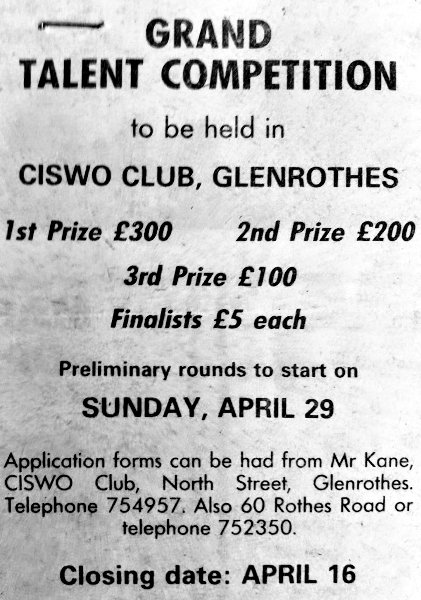 GRAND
TALENT COMPETITION
to be held in
CISWO CLUB, GLENROTHES
1st Prize £300 2nd Prize £200
3rd Prize £100
Finalists £5 each
Preliminary rounds to start on
SUNDAY, APRIL 29
Application forms can be had from Mr Kane,
CISWO Club, North Street, Glenrothes.
Telephone 754957. Also 60 Rothes Road or
telephone 752350.
Closing date: APRIL 16